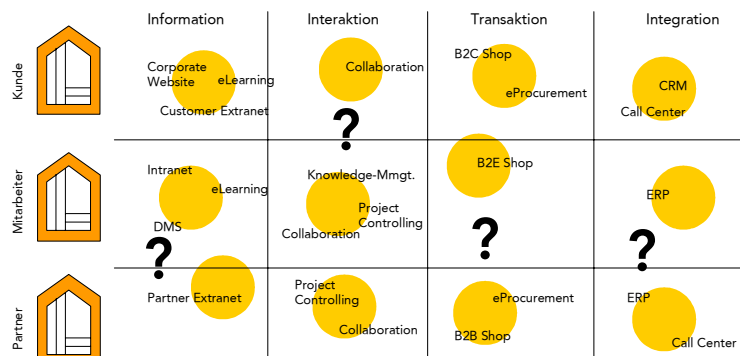 Information
Interaktion
Transaktion
Integration
Kunde
Corporate
Website
eLearning
Customer Extranet
Collaboration
B2C Shop
eProcurement
CRM
Call Center
?
Mitarbeiter
Intranet
eLearning
DMS
?
Knowledge-Mmgt.
Project
Controlling
Collaboration
B2E Shop
?
ERP
?
Partner
Partner Extranet
Project
Controlling
Collaboration
eProcurement
B2B Shop
ERP
Call Center